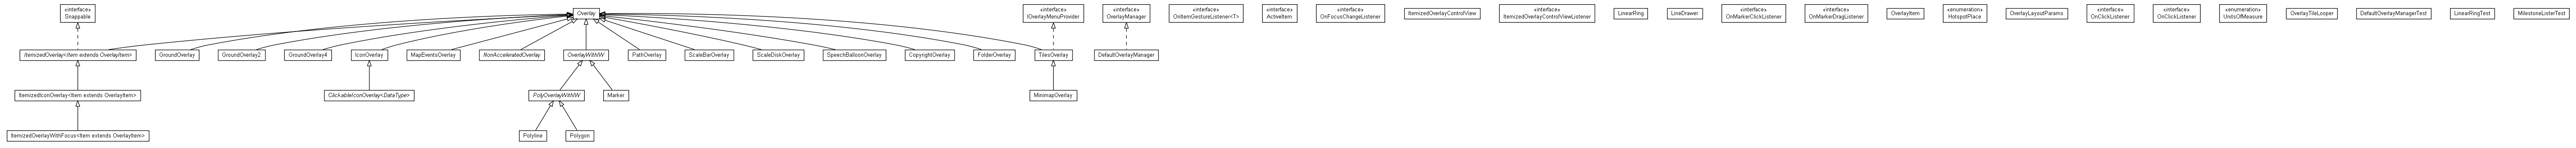 «interface»
Snappable
Overlay
«interface»
IOverlayMenuProvider
«interface»
OverlayManager
«interface»
OnItemGestureListener<T>
«interface»
ActiveItem
«interface»
OnFocusChangeListener
ItemizedOverlayControlView
«interface»
ItemizedOverlayControlViewListener
LinearRing
LineDrawer
«interface»
OnMarkerClickListener
«interface»
OnMarkerDragListener
OverlayItem
«enumeration»
HotspotPlace
OverlayLayoutParams
«interface»
OnClickListener
«interface»
OnClickListener
«enumeration»
UnitsOfMeasure
OverlayTileLooper
DefaultOverlayManagerTest
LinearRingTest
MilestoneListerTest
ItemizedOverlay<Item extends OverlayItem>
GroundOverlay
GroundOverlay2
GroundOverlay4
IconOverlay
MapEventsOverlay
NonAcceleratedOverlay
OverlayWithIW
PathOverlay
ScaleBarOverlay
ScaleDiskOverlay
SpeechBalloonOverlay
CopyrightOverlay
FolderOverlay
TilesOverlay
DefaultOverlayManager
ItemizedIconOverlay<Item extends OverlayItem>
ClickableIconOverlay<DataType>
PolyOverlayWithIW
Marker
MinimapOverlay
ItemizedOverlayWithFocus<Item extends OverlayItem>
Polyline
Polygon